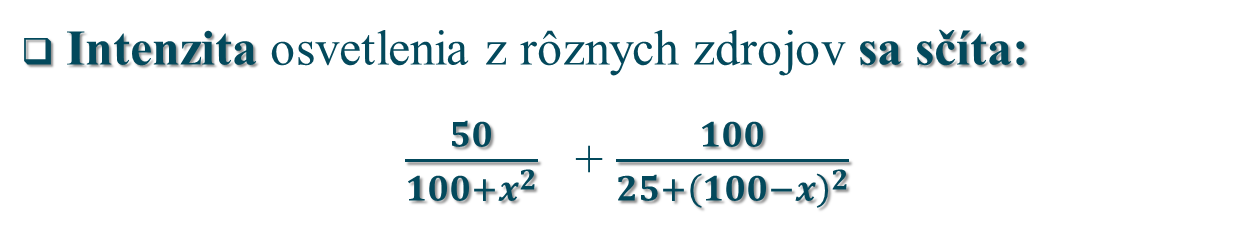 ❑ Intenzita osvetlenia z rôznych zdrojov sa sčíta:
50/(100+x²) + 100/(25+(100−x)²)